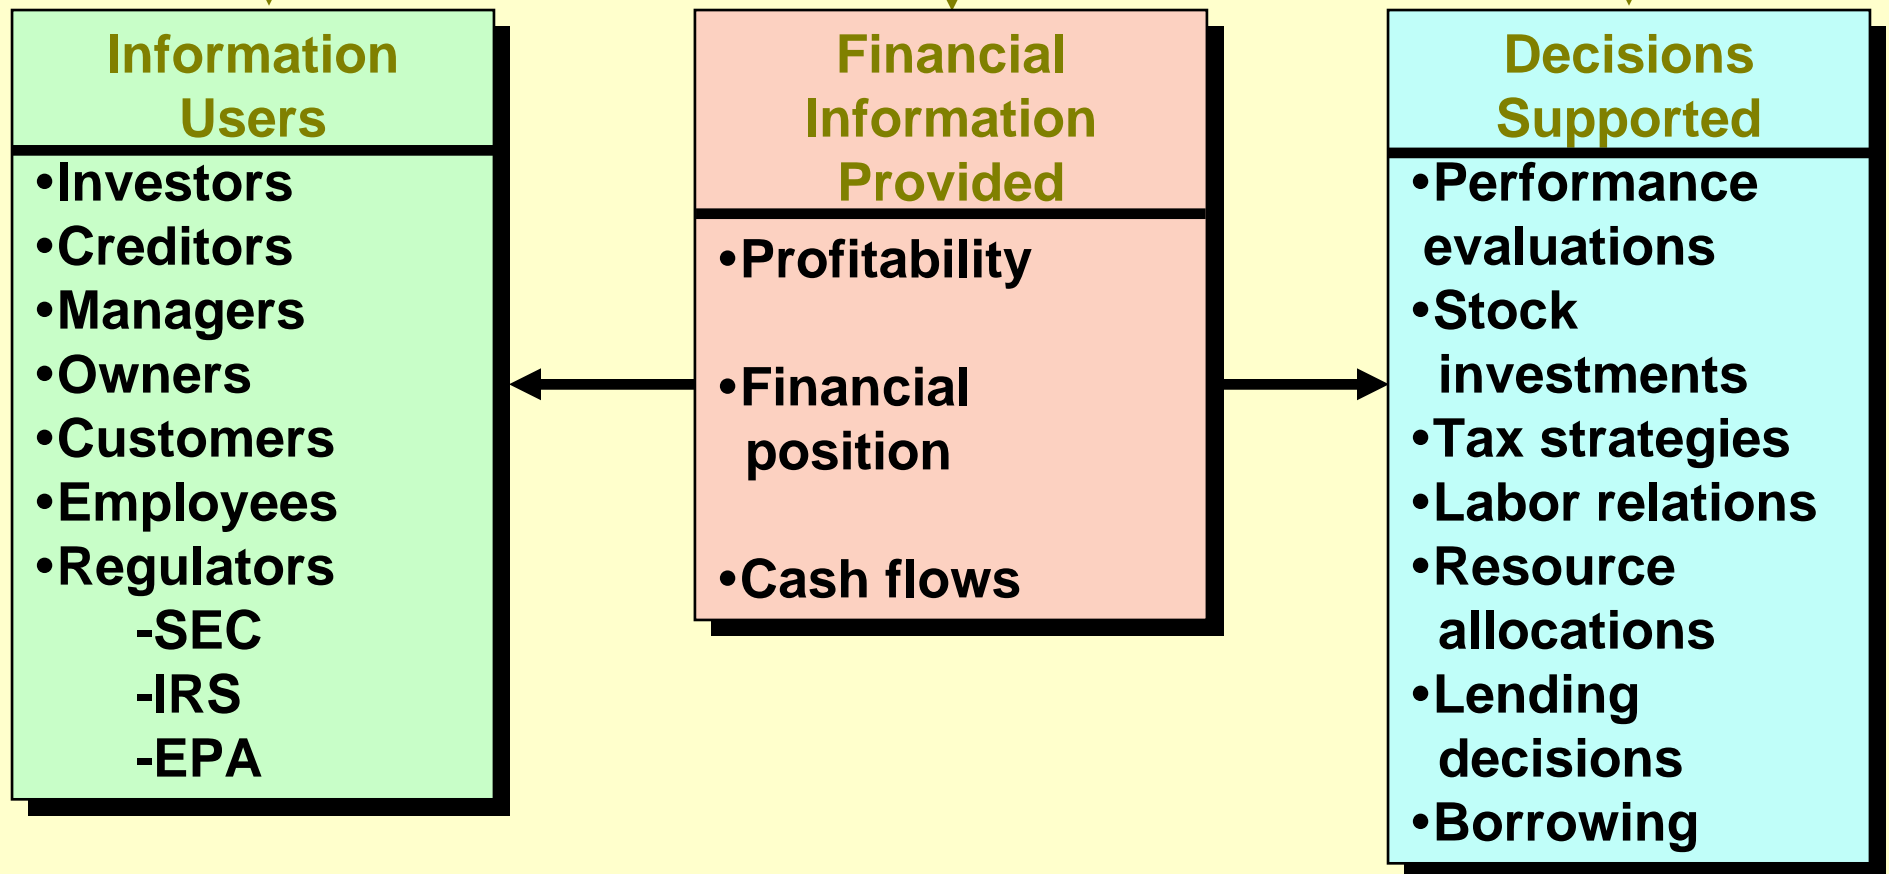 Information
Users
•Investors
•Creditors
•Managers
•Owners
•Customers
•Employees
•Regulators
-SEC
-IRS
-EPA
Financial
Information
Provided
•Profitability
•Financial
position
•Cash flows
Decisions
Supported
•Performance
evaluations
•Stock
investments
•Tax strategies
•Labor relations
•Resource
allocations
•Lending
decisions
•Borrowing